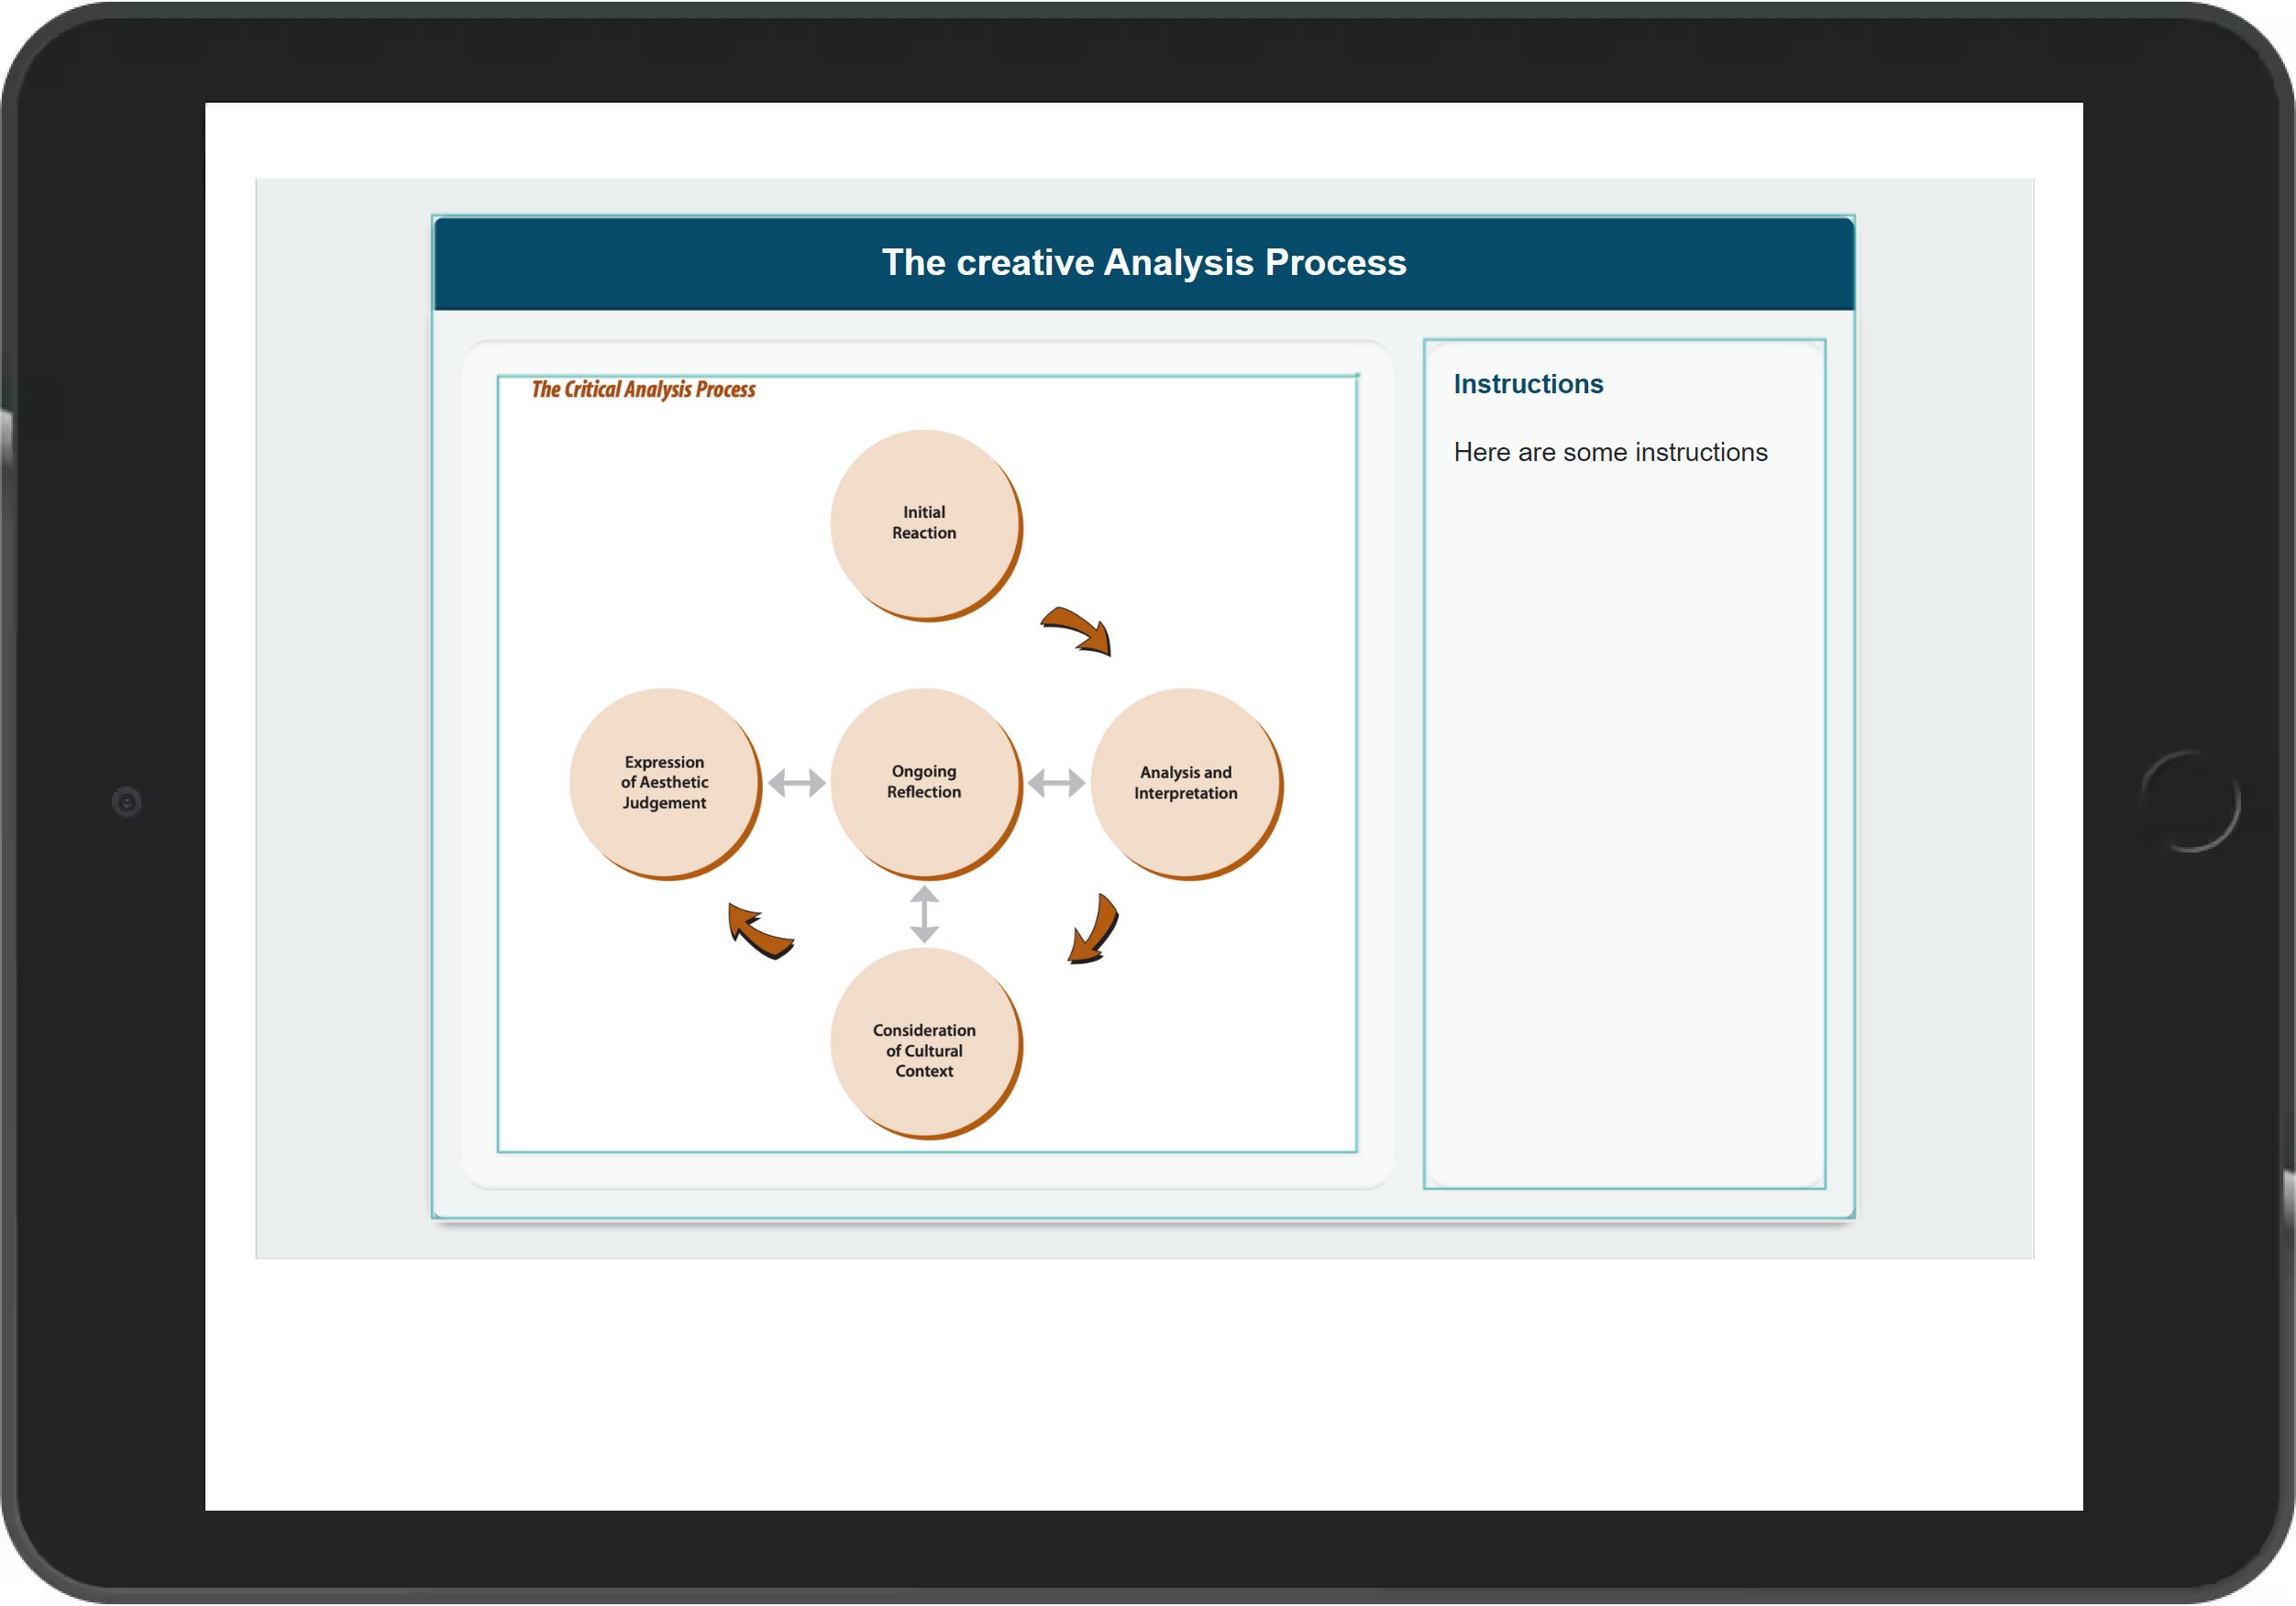 The creative Analysis Process
The Critical Analysis Process
Initial
Reaction
Expression
of Aesthetic
Judgement
Ongoing
Reflection
Analysis and
Interpretation
Consideration
of Cultural
Context
Instructions
Here are some instructions